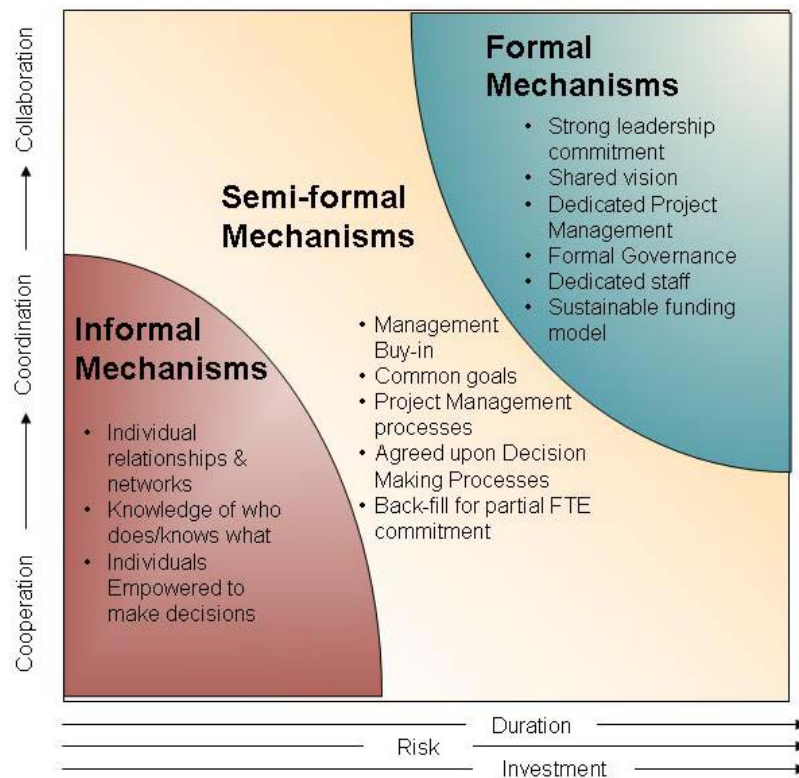 Formal
Mechanisms
• Strong leadership
commitment
• Shared vision
• Dedicated Project
Management
• Formal Governance
• Dedicated staff
• Sustainable funding
model
Semi-formal
Mechanisms
• Management
Buy-in
• Common goals
• Project Management
processes
• Agreed upon Decision
Making Processes
• Back-fill for partial FTE
commitment
Informal
Mechanisms
• Individual
relationships &
networks
• Knowledge of who
does/knows what
• Individuals
Empowered to
make decisions
Collaboration
Coordination
Cooperation
Duration
Risk
Investment